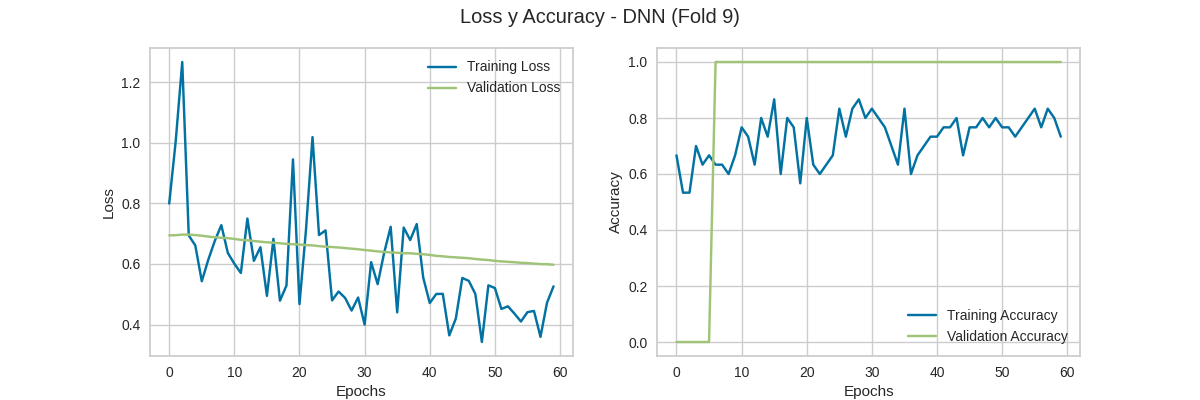 Loss y Accuracy - DNN (Fold 9)
Training Loss
Validation Loss
1.2
1.0
0.8
0.6
0.4
Loss
0
10
20
30
40
50
60
Epochs
1.0
0.8
0.6
0.4
0.2
0.0
Accuracy
Training Accuracy
Validation Accuracy
0
10
20
30
40
50
60
Epochs